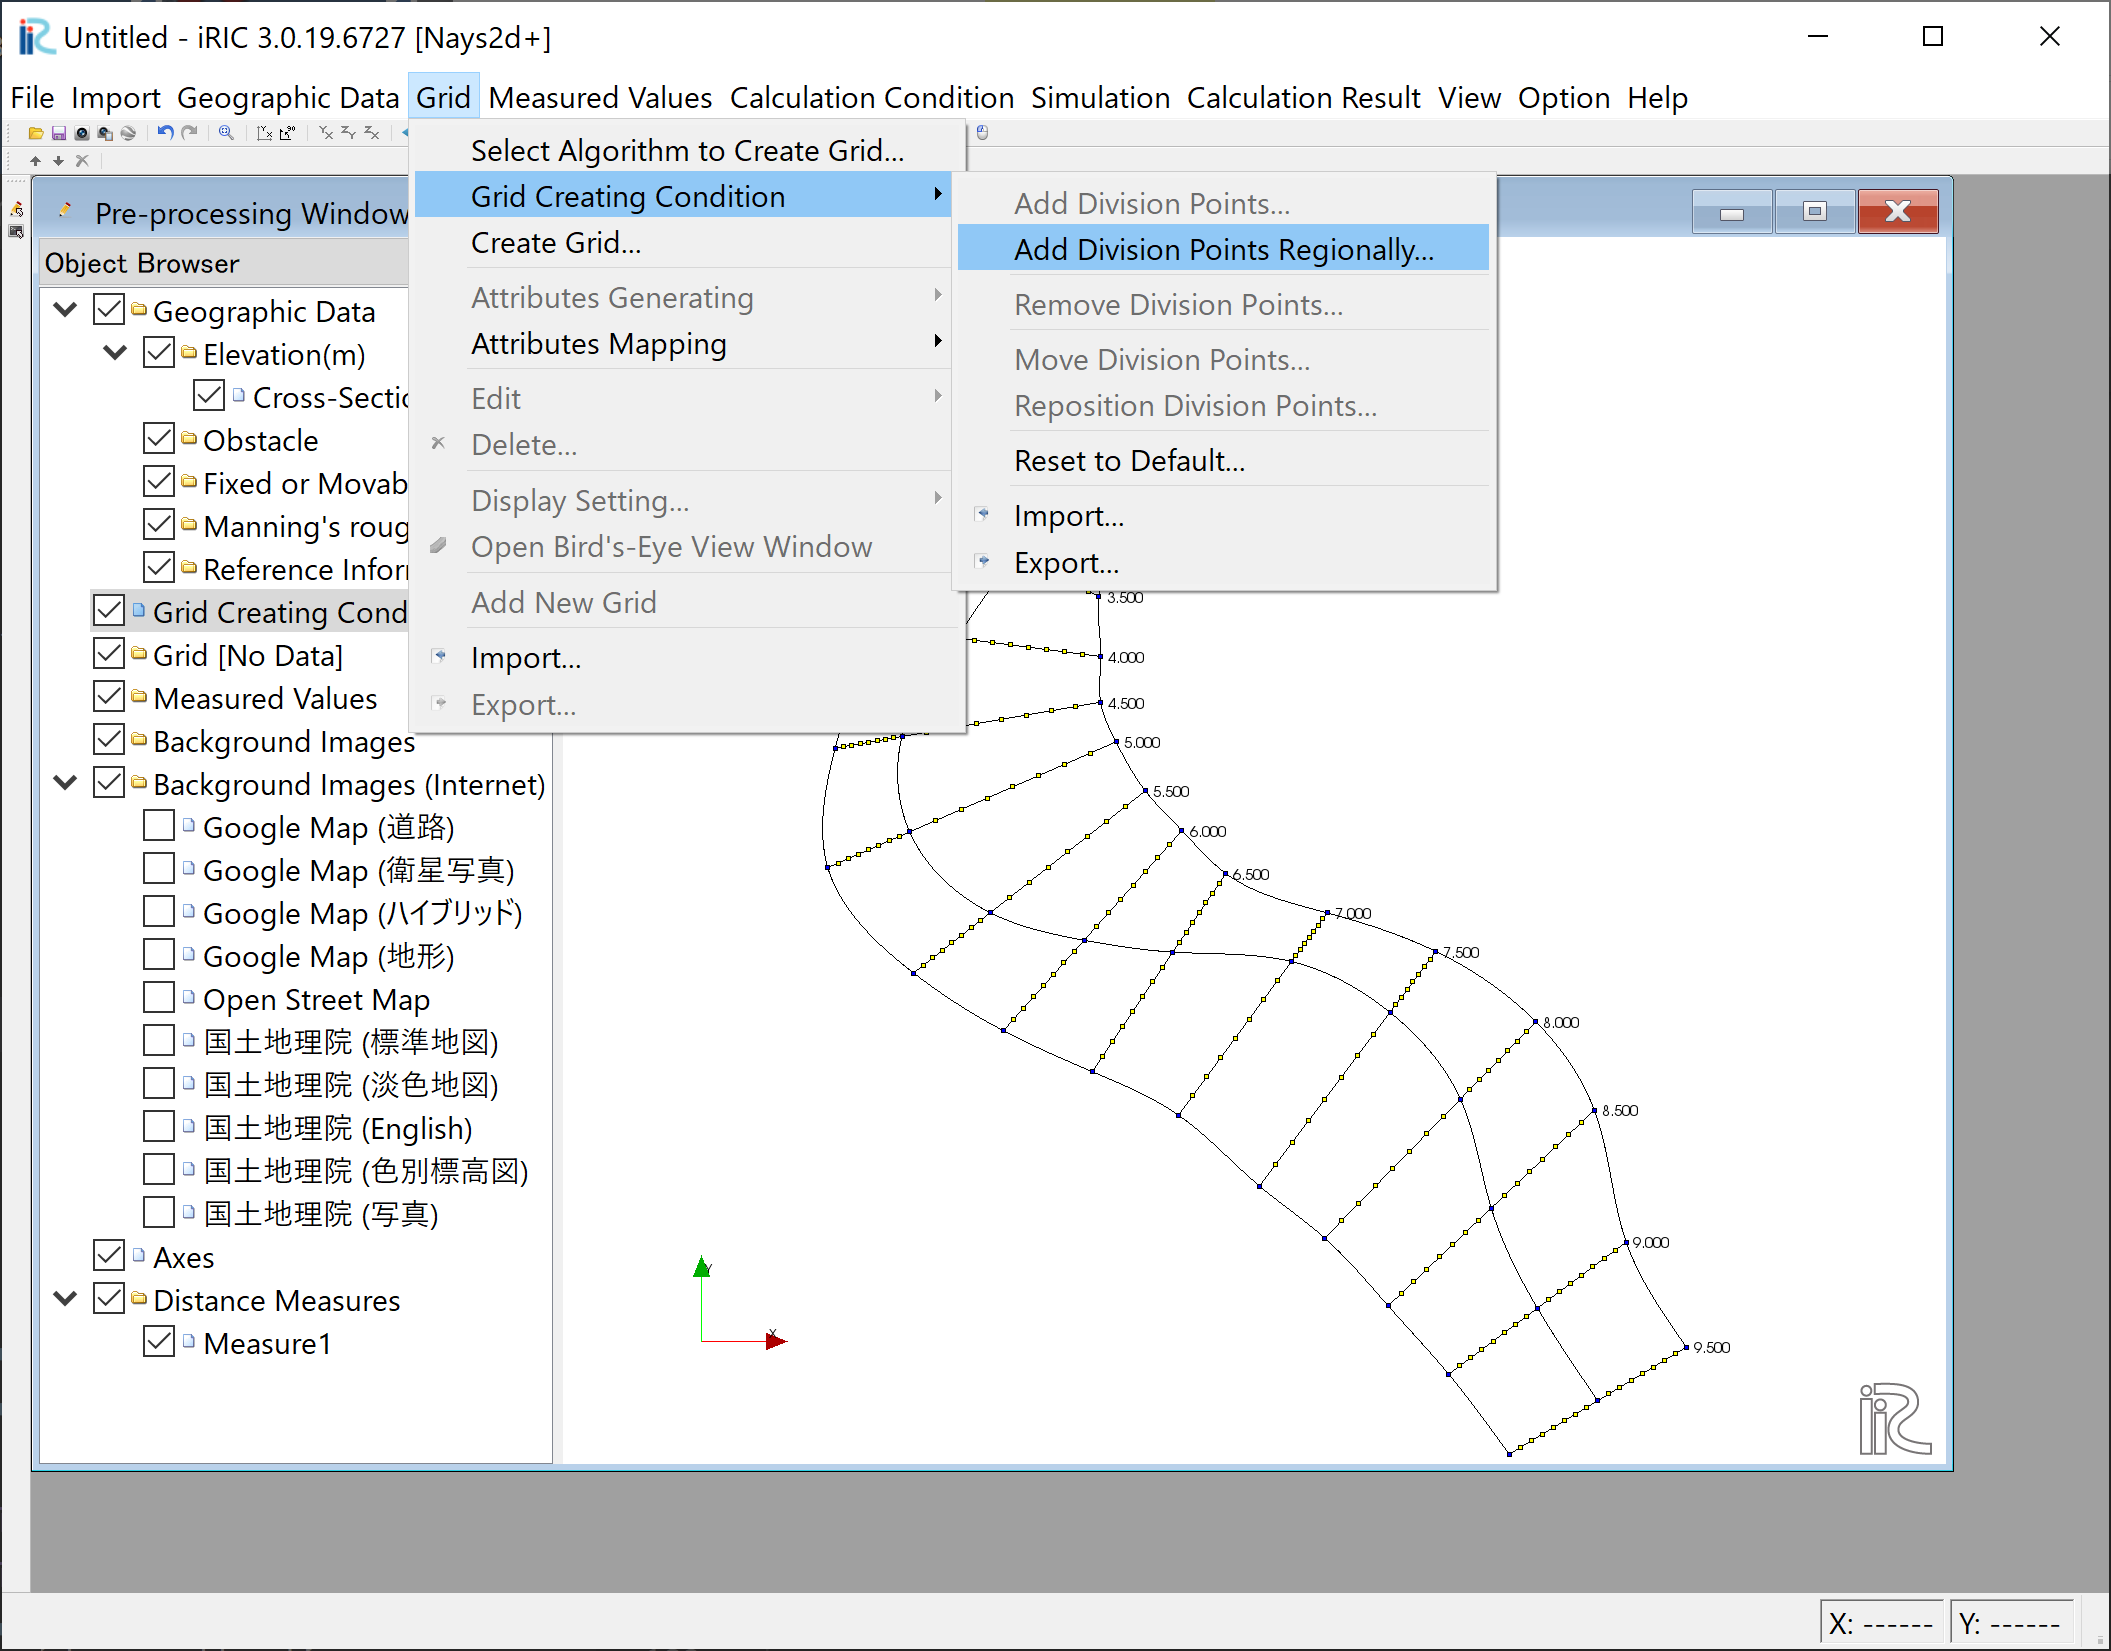 Untitled - iRIC 3.0.19.6727 [Nays2d+]
File Import Geographic Data Grid Measured Values Calculation Condition Simulation Calculation Result View Option Help
Select Algorithm to Create Grid...
Grid Creating Condition
Create Grid...
Attributes Generating
Attributes Mapping
Edit
Delete...
Display Setting...
Open Bird's-Eye View Window
Add New Grid
Import...
Export...
Add Division Points...
Add Division Points Regionally...
Remove Division Points...
Move Division Points...
Reposition Division Points...
Reset to Default...
Import...
Export...
Pre-processing Window
Object Browser
Geographic Data
Elevation(m)
Cross-Sectio
Obstacle
Fixed or Movab
Manning's roug
Reference Infor
Grid Creating Cond
Grid [No Data]
Measured Values
Background Images
Background Images (Internet)
Google Map (道路)
Google Map (衛星写真)
Google Map (ハイブリッド)
Google Map (地形)
Open Street Map
国土地理院 (標準地図)
国土地理院 (淡色地図)
国土地理院 (English)
国土地理院 (色別標高図)
国土地理院 (写真)
Axes
Distance Measures
Measure1
3.500
4.000
4.500
5.000
5.500
6.000
6.500
7.000
7.500
8.000
8.500
9.000
9.500
Y
X
iRIC
X: ------
Y: ------